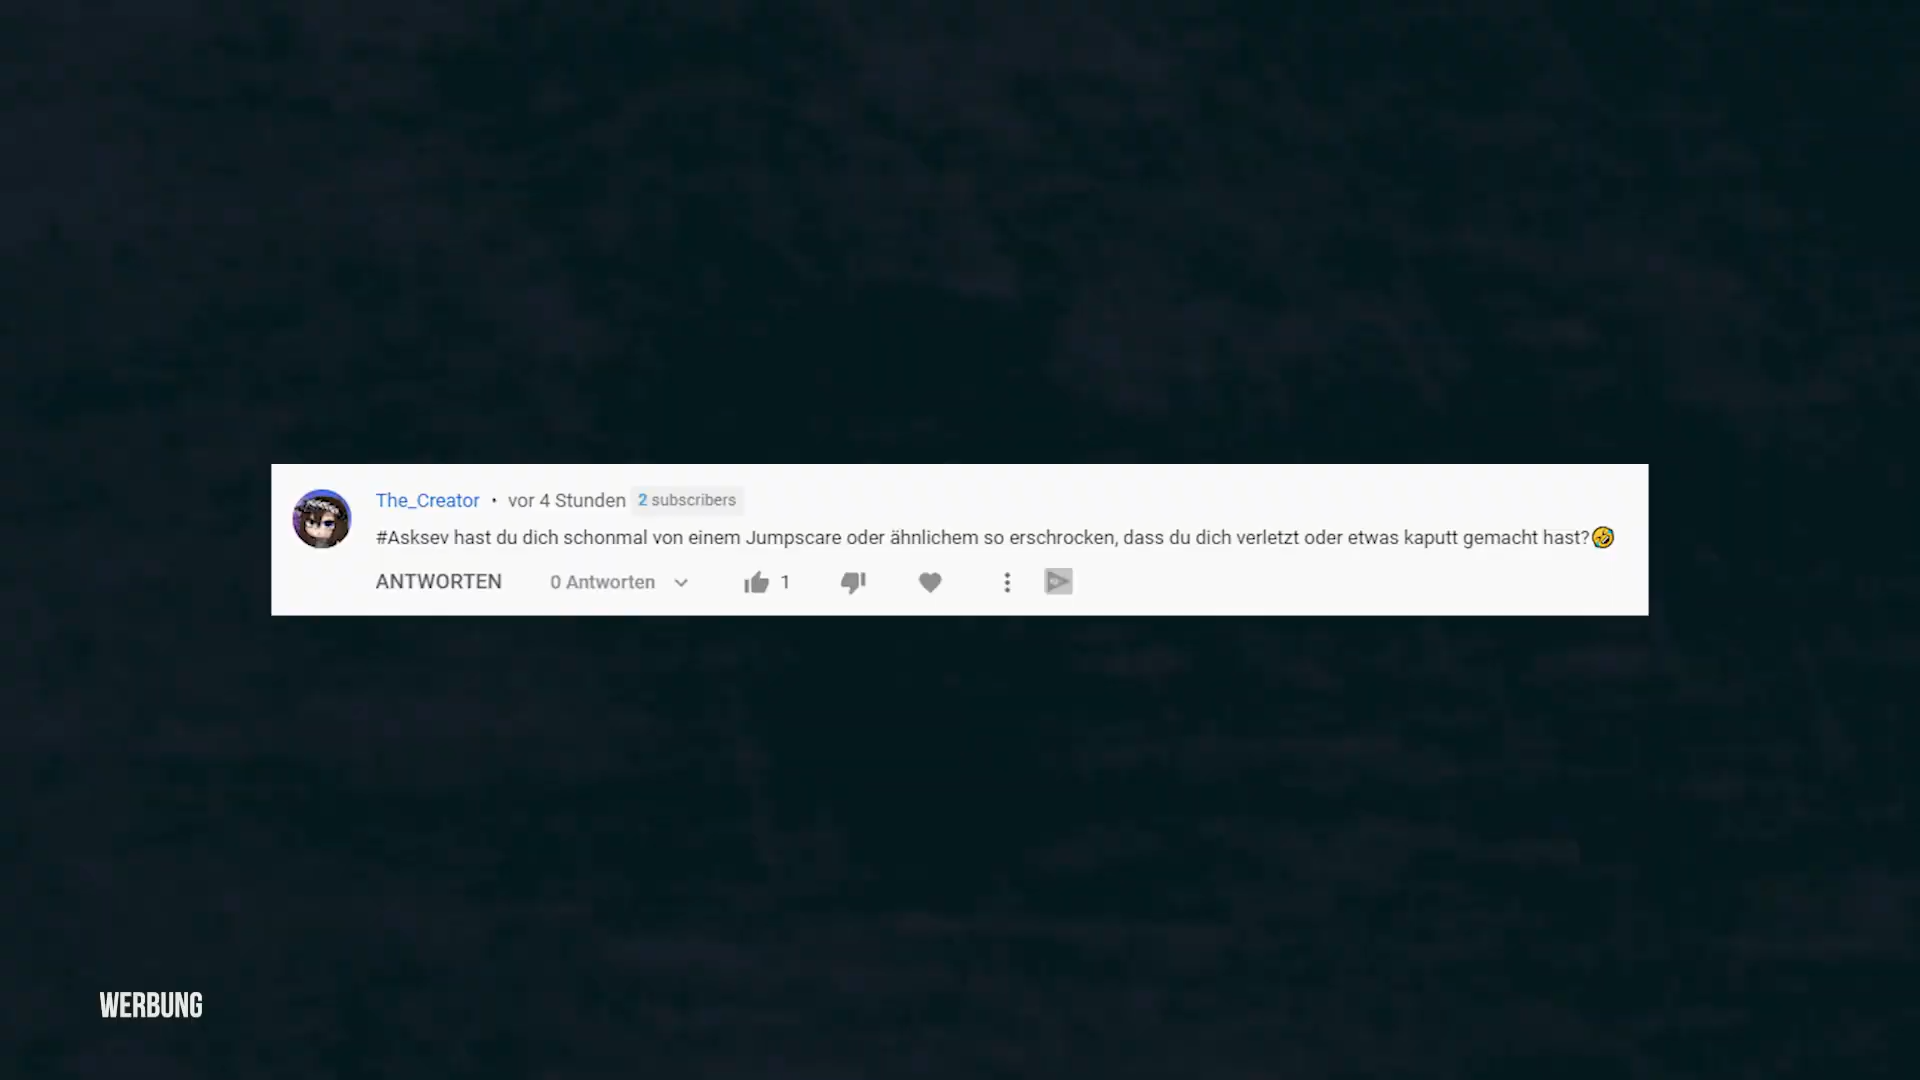 The_Creator • vor 4 Stunden 2 subscribers
#Asksev hast du dich schonmal von einem Jumpscare oder ähnlichem so erschrocken, dass du dich verletzt oder etwas kaputt gemacht hast?🤣
ANTWORTEN 0 Antworten 1
WERBUNG